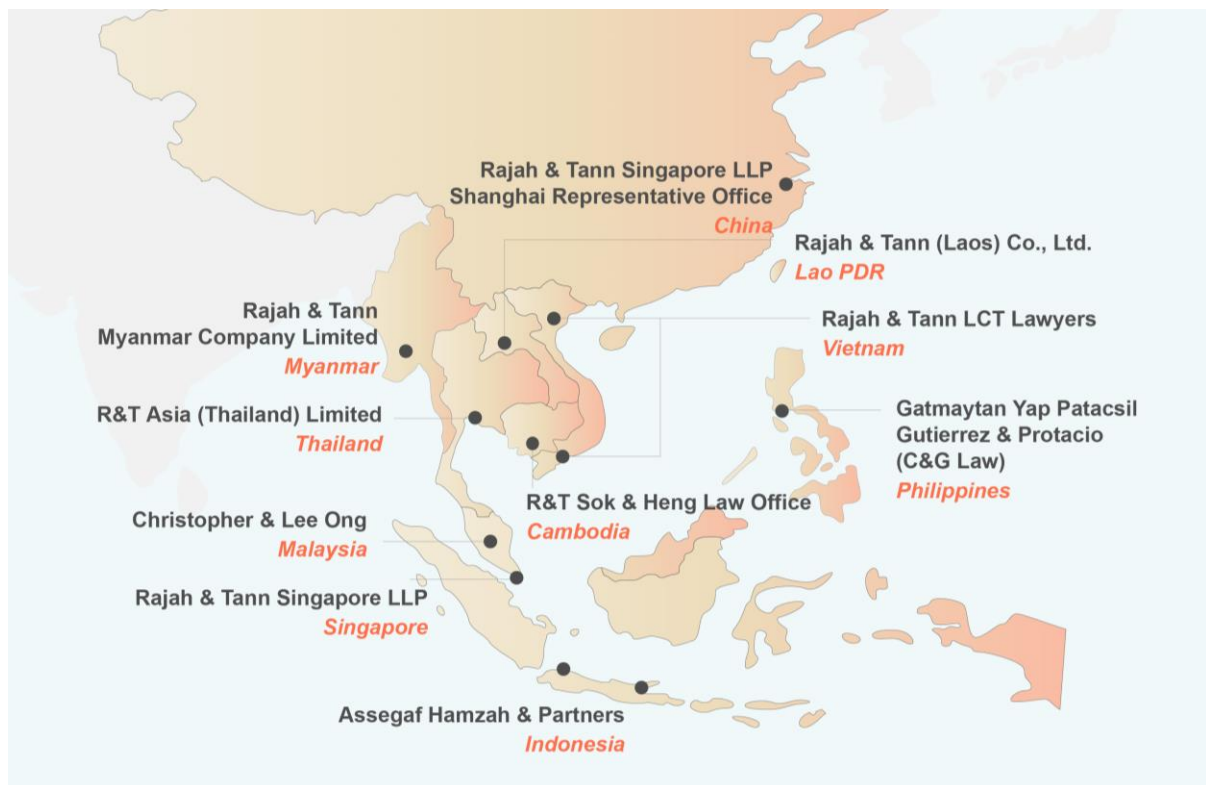 Rajah & Tann Singapore LLP
Shanghai Representative Office
China
Rajah & Tann (Laos) Co., Ltd.
Lao PDR
Rajah & Tann
Myanmar Company Limited
Myanmar
Rajah & Tann LCT Lawyers
Vietnam
R&T Asia (Thailand) Limited
Thailand
Gatmaytan Yap Patacsil
Gutierrez & Protacio
(C&G Law)
Philippines
R&T Sok & Heng Law Office
Cambodia
Christopher & Lee Ong
Malaysia
Rajah & Tann Singapore LLP
Singapore
Assegaf Hamzah & Partners
Indonesia